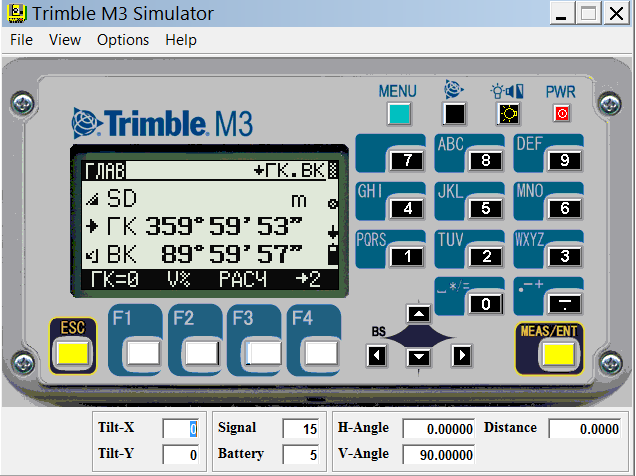 Trimble M3 Simulator
File View Options Help
MENU PWR
Trimble. M3
7 ABC 8 DEF 9
ГЛАВ ГК.ВК
SD m
ГК 359°59'53"
ВК 89°59'57"
ГК=0 V% РАСЧ →2
GHI 4 JKL 5 MNO 6
PQRS 1 TUV 2 WXYZ 3
*/= 0 .-+
ESC F1 F2 F3 F4 BS MEAS/ENT
Tilt-X 0 Signal 15 H-Angle 0.00000 Distance 0.0000
Tilt-Y 0 Battery 5 V-Angle 90.00000